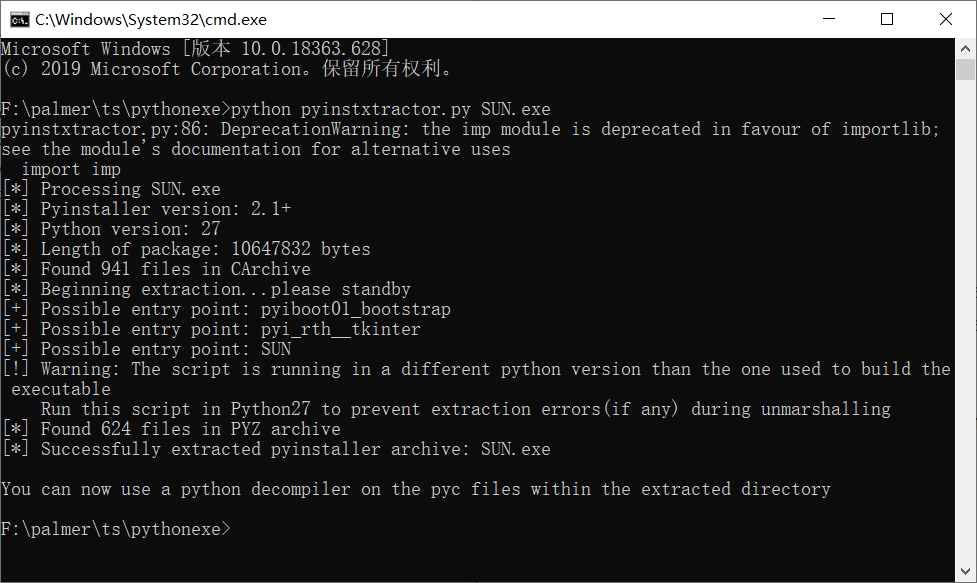 C:\Windows\System32\cmd.exe
Microsoft Windows [版本 10.0.18363.628]
(c) 2019 Microsoft Corporation。保留所有权利。
F:\palmer\ts\pythonexe>python pyinstxtractor.py SUN.exe
pyinstxtractor.py:86: DeprecationWarning: the imp module is deprecated in favour of importlib;
see the module's documentation for alternative uses
import imp
[*] Processing SUN.exe
[*] Pyinstaller version: 2.1+
[*] Python version: 27
[*] Length of package: 10647832 bytes
[*] Found 941 files in CArchive
[*] Beginning extraction...please standby
[+] Possible entry point: pyiboot01_bootstrap
[+] Possible entry point: pyi_rth__tkinter
[+] Possible entry point: SUN
[!] Warning: The script is running in a different python version than the one used to build the
executable
Run this script in Python27 to prevent extraction errors(if any) during unmarshalling
[*] Found 624 files in PYZ archive
[*] Successfully extracted pyinstaller archive: SUN.exe
You can now use a python decompiler on the pyc files within the extracted directory
F:\palmer\ts\pythonexe>